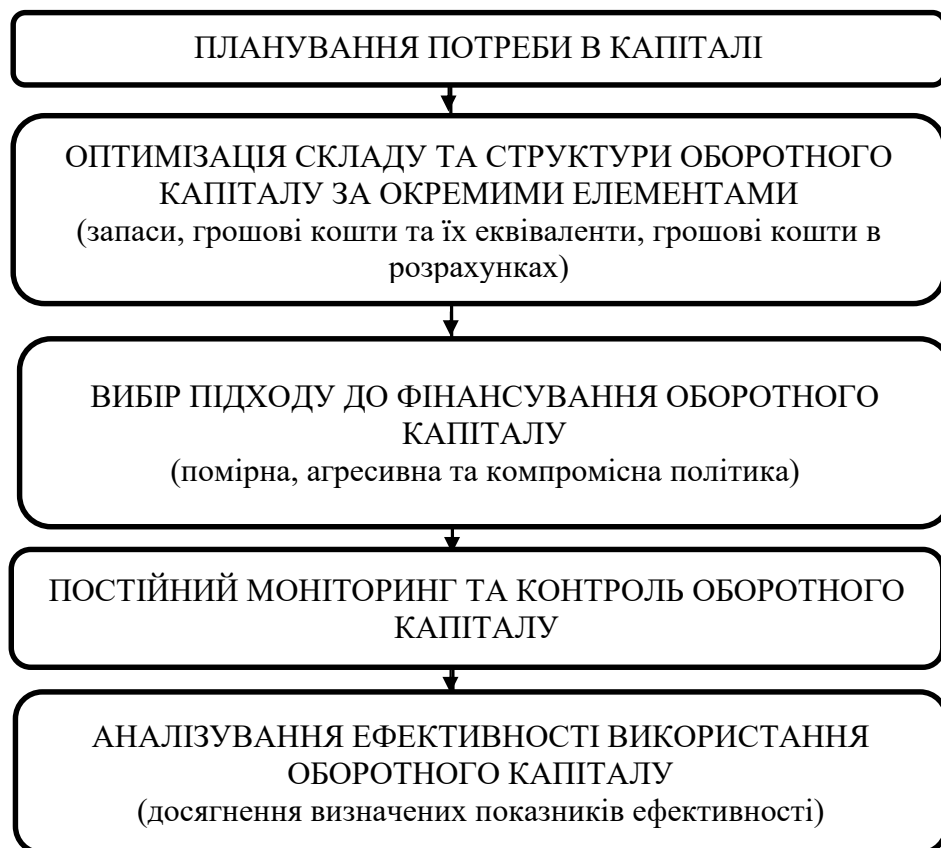 ПЛАНУВАННЯ ПОТРЕБИ В КАПІТАЛІ
ОПТИМІЗАЦІЯ СКЛАДУ ТА СТРУКТУРИ ОБОРОТНОГО
КАПІТАЛУ ЗА ОКРЕМИМИ ЕЛЕМЕНТАМИ
(запаси, грошові кошти та їх еквіваленти, грошові кошти в
розрахунках)
ВИБІР ПІДХОДУ ДО ФІНАНСУВАННЯ ОБОРОТНОГО
КАПІТАЛУ
(помірна, агресивна та компромісна політика)
ПОСТІЙНИЙ МОНІТОРИНГ ТА КОНТРОЛЬ ОБОРОТНОГО
КАПІТАЛУ
АНАЛІЗУВАННЯ ЕФЕКТИВНОСТІ ВИКОРИСТАННЯ
ОБОРОТНОГО КАПІТАЛУ
(досягнення визначених показників ефективності)